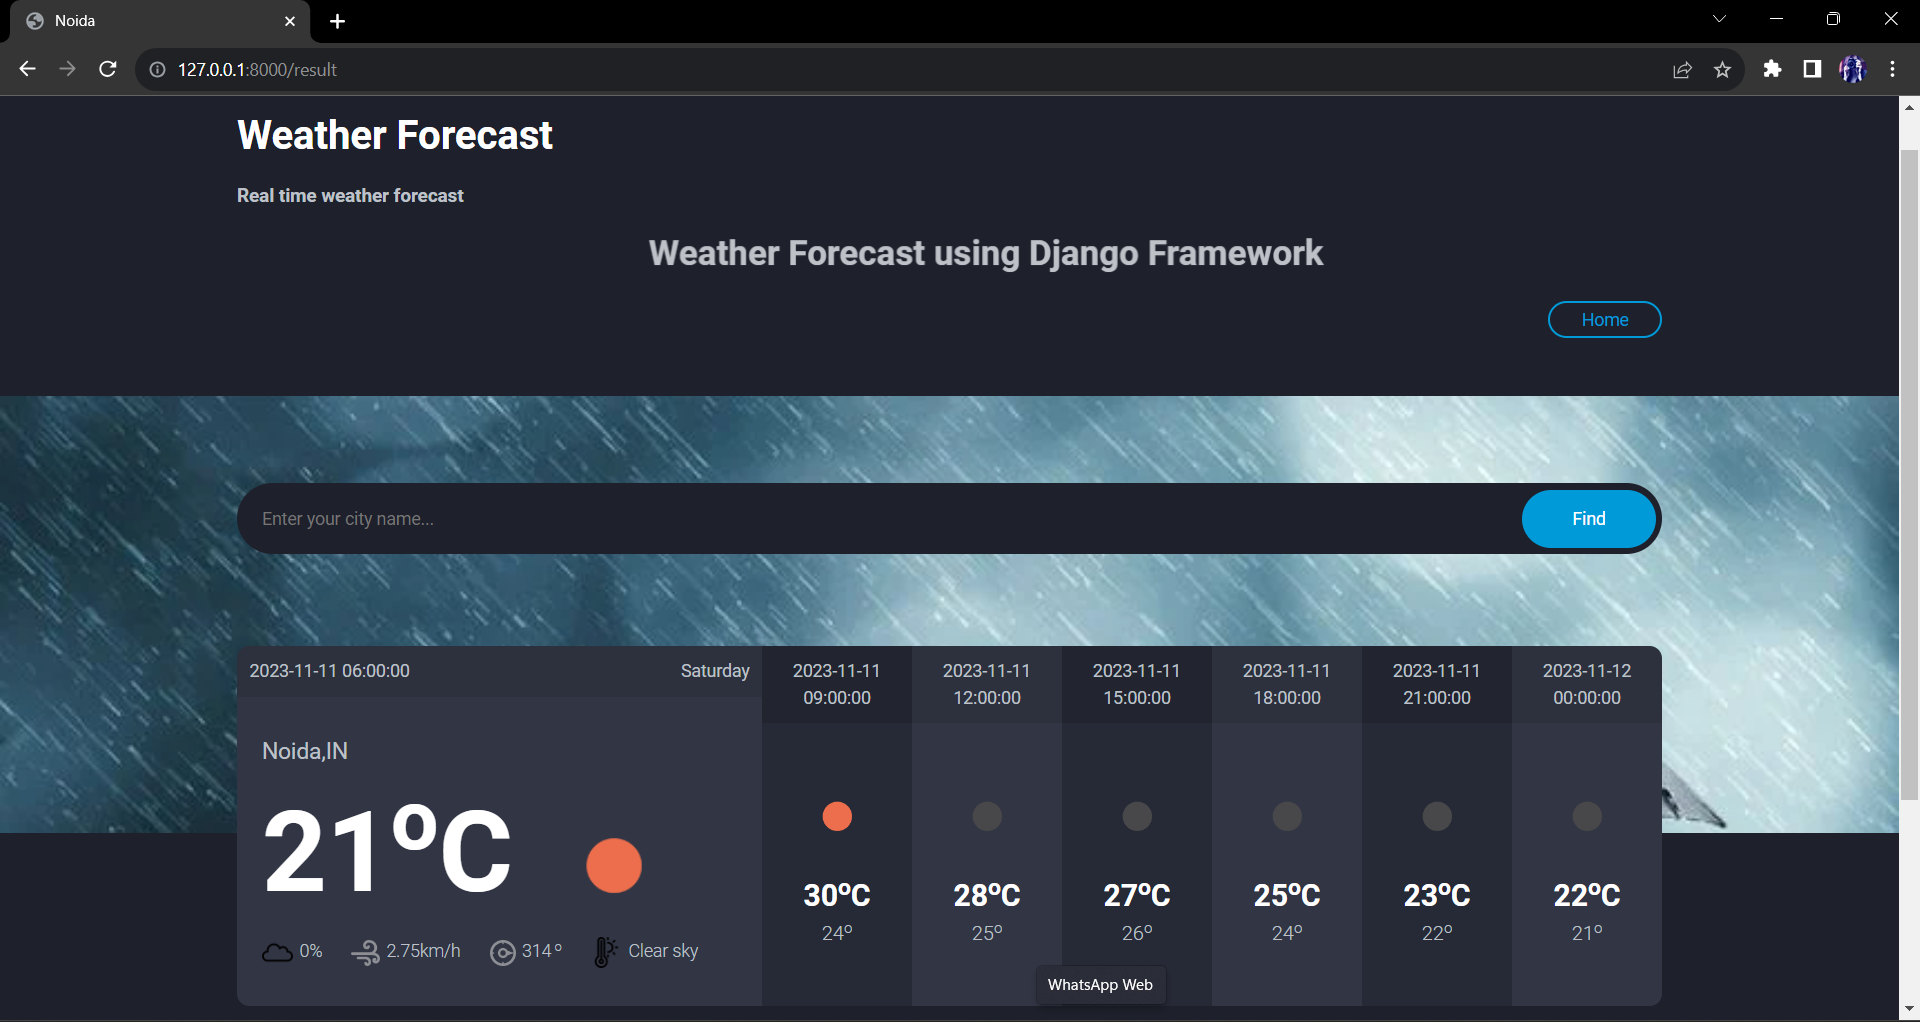 Noida
127.0.0.1:8000/result
Weather Forecast
Real time weather forecast
Weather Forecast using Django Framework
Home
Enter your city name...
Find
2023-11-11 06:00:00
Saturday
Noida,IN
21°C
0%
2.75km/h
314°
Clear sky
2023-11-11
09:00:00
30°C
24°
2023-11-11
12:00:00
28°C
25°
2023-11-11
15:00:00
27°C
26°
2023-11-11
18:00:00
25°C
24°
2023-11-11
21:00:00
23°C
22°
2023-11-12
00:00:00
22°C
21°
WhatsApp Web